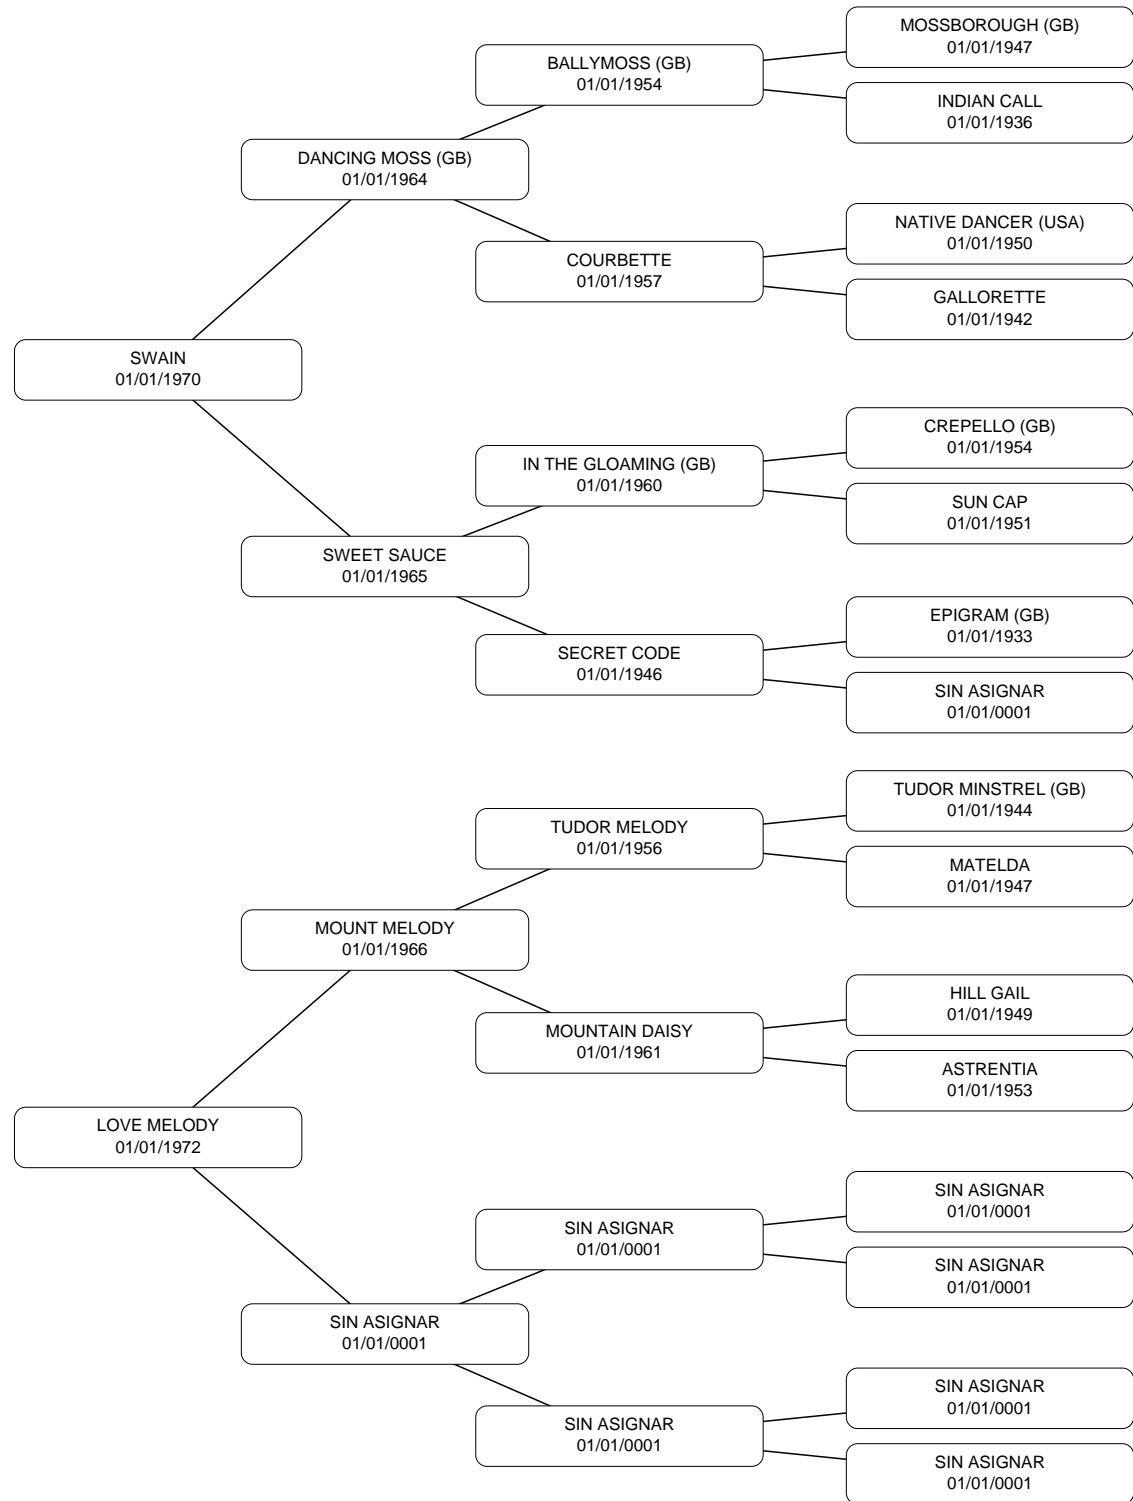 MOSSBOROUGH (GB)
01/01/1947
BALLYMOSS (GB)
01/01/1954
INDIAN CALL
01/01/1936
DANCING MOSS (GB)
01/01/1964
NATIVE DANCER (USA)
01/01/1950
COURBETTE
01/01/1957
GALLORETTE
01/01/1942
SWAIN
01/01/1970
CREPELLO (GB)
01/01/1954
IN THE GLOAMING (GB)
01/01/1960
SUN CAP
01/01/1951
SWEET SAUCE
01/01/1965
EPIGRAM (GB)
01/01/1933
SECRET CODE
01/01/1946
SIN ASIGNAR
01/01/0001
TUDOR MINSTREL (GB)
01/01/1944
TUDOR MELODY
01/01/1956
MATELDA
01/01/1947
MOUNT MELODY
01/01/1966
HILL GAIL
01/01/1949
MOUNTAIN DAISY
01/01/1961
ASTRENTIA
01/01/1953
LOVE MELODY
01/01/1972
SIN ASIGNAR
01/01/0001
SIN ASIGNAR
01/01/0001
SIN ASIGNAR
01/01/0001
SIN ASIGNAR
01/01/0001
SIN ASIGNAR
01/01/0001
SIN ASIGNAR
01/01/0001
SIN ASIGNAR
01/01/0001